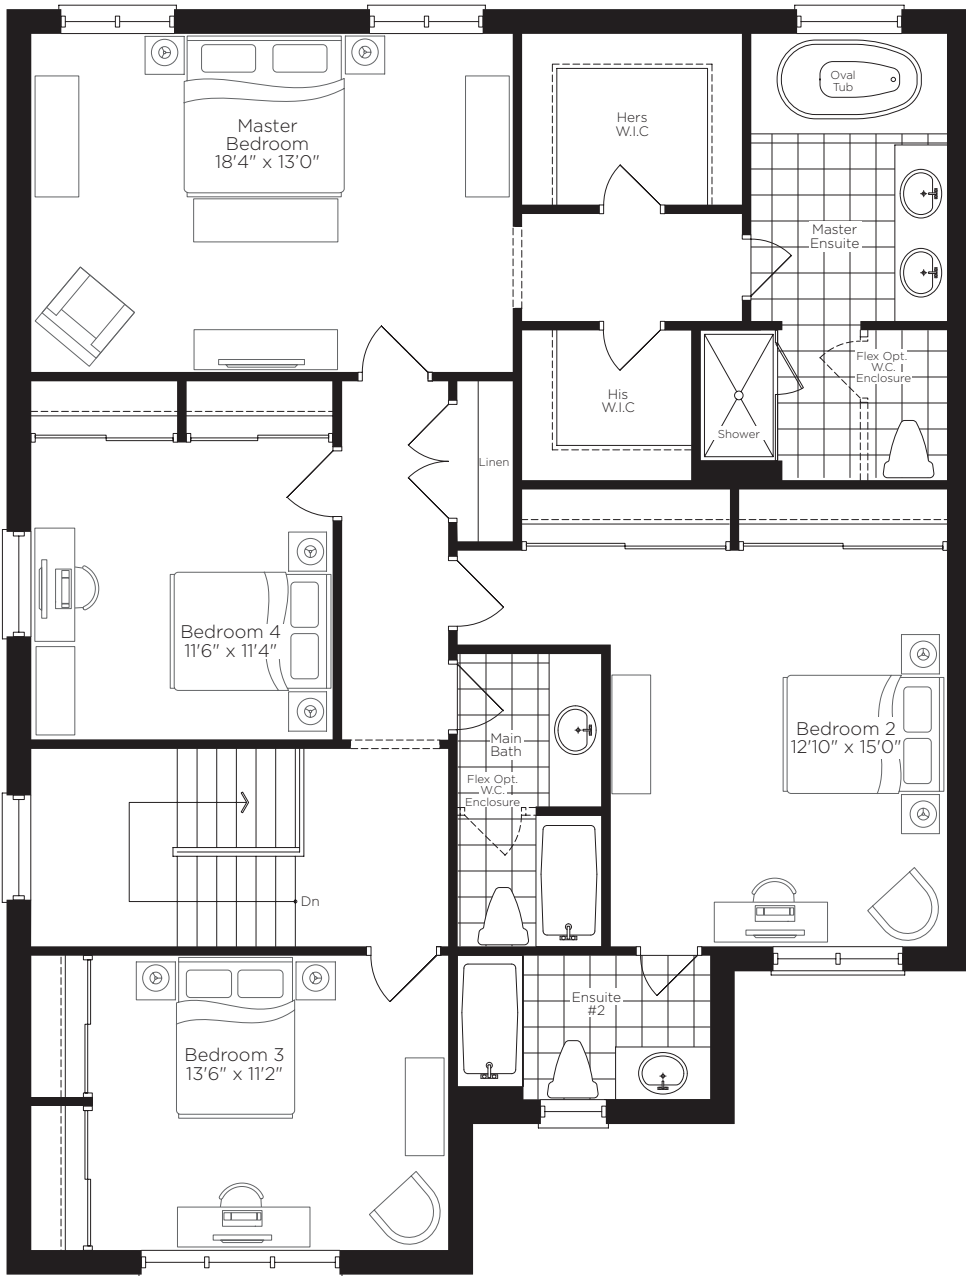 Master
Bedroom
18'4" x 13'0"
Hers
W.I.C
Oval
Tub
Master
Ensuite
His
W.I.C
Shower
Flex Opt.
W.C.
Enclosure
Linen
Bedroom 4
11'6" x 11'4"
Bedroom 2
12'10" x 15'0"
Main
Bath
Flex Opt.
W.C.
Enclosure
Dn
Ensuite
#2
Bedroom 3
13'6" x 11'2"